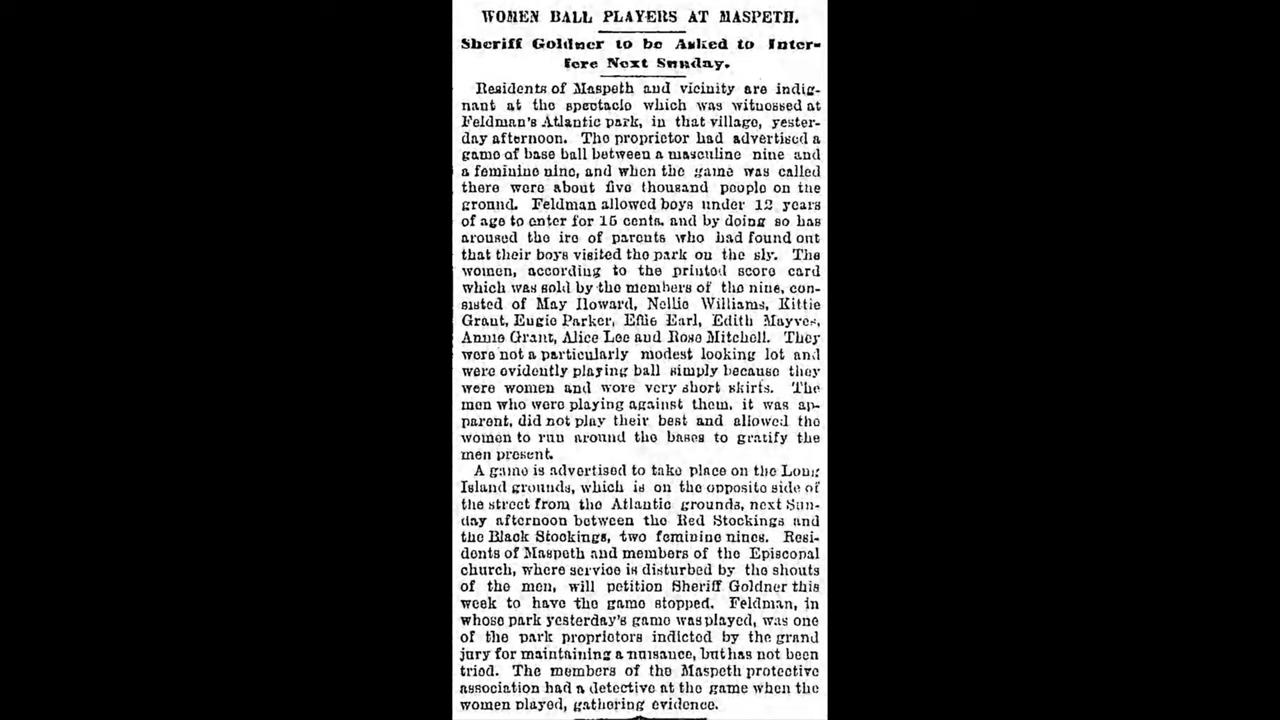 WOMEN BALL PLAYERS AT MASPETH.
Sheriff Goldner to be Asked to Inter-
fere Next Sunday.
Residents of Maspeth and vicinity are indig-
nant at the spectacle which was witnessed at
Feldman's Atlantic park, in that village, yester-
day afternoon. The proprietor had advertised a
game of base ball between a masculine nine and
a feminine nine, and when the game was called
there were about five thousand people on the
ground. Feldman allowed boys under 12 years
of age to enter for 15 cents, and by doing so has
aroused the ire of parents who had found out
that their boys visited the park on the sly. The
women, according to the printed score card
which was sold by the members of the nine, con-
sisted of May Howard, Nellie Williams, Kittie
Grant, Eugie Parker, Effie Earl, Edith Mayves,
Annie Grant, Alice Lee and Rose Mitchell. They
were not a particularly modest looking lot and
were evidently playing ball simply because they
were women and wore very short skirts. The
men who were playing against them, it was ap-
parent, did not play their best and allowed the
women to run around the bases to gratify the
men present.
A game is advertised to take place on the Long
Island grounds, which is on the opposite side of
the street from the Atlantic grounds, next Sun-
day afternoon between the Red Stockings and
the Black Stockings, two feminine nines. Resi-
dents of Maspeth and members of the Episcopal
church, where service is disturbed by the shouts
of the men, will petition Sheriff Goldner this
week to have the game stopped. Feldman, in
whose park yesterday's game was played, was one
of the park proprietors indicted by the grand
jury for maintaining a nuisance, but has not been
tried. The members of the Maspeth protective
association had a detective at the game when the
women played, gathering evidence.